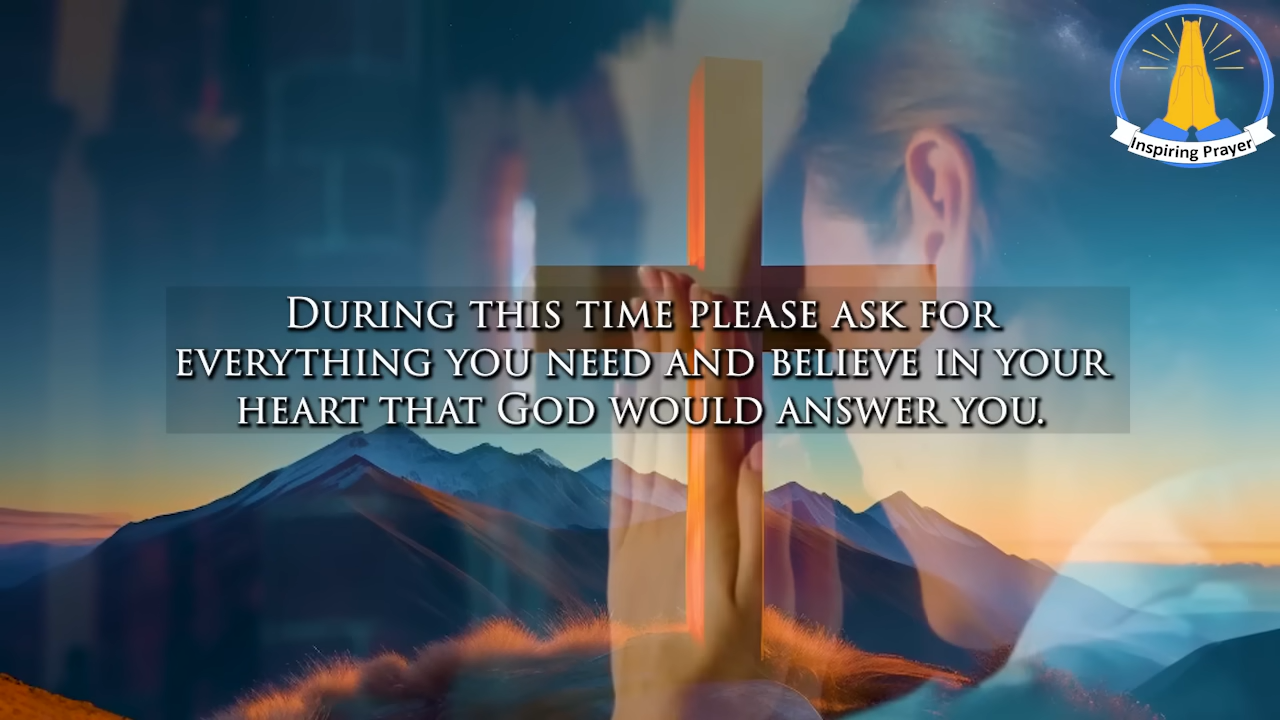 Inspiring Prayer
During this time please ask for
everything you need and believe in your
heart that God would answer you.